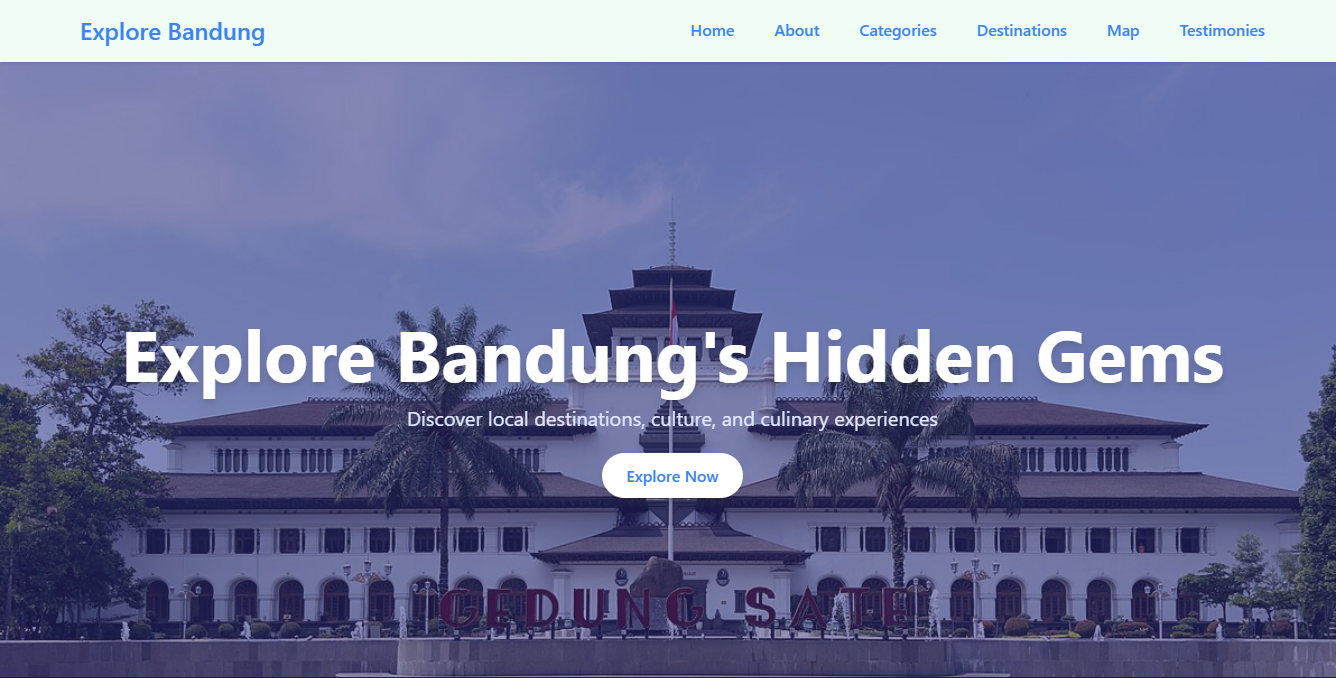 Explore Bandung
Home About Categories Destinations Map Testimonies
Explore Bandung's Hidden Gems
Discover local destinations, culture, and culinary experiences
Explore Now
GEDUNG SATE